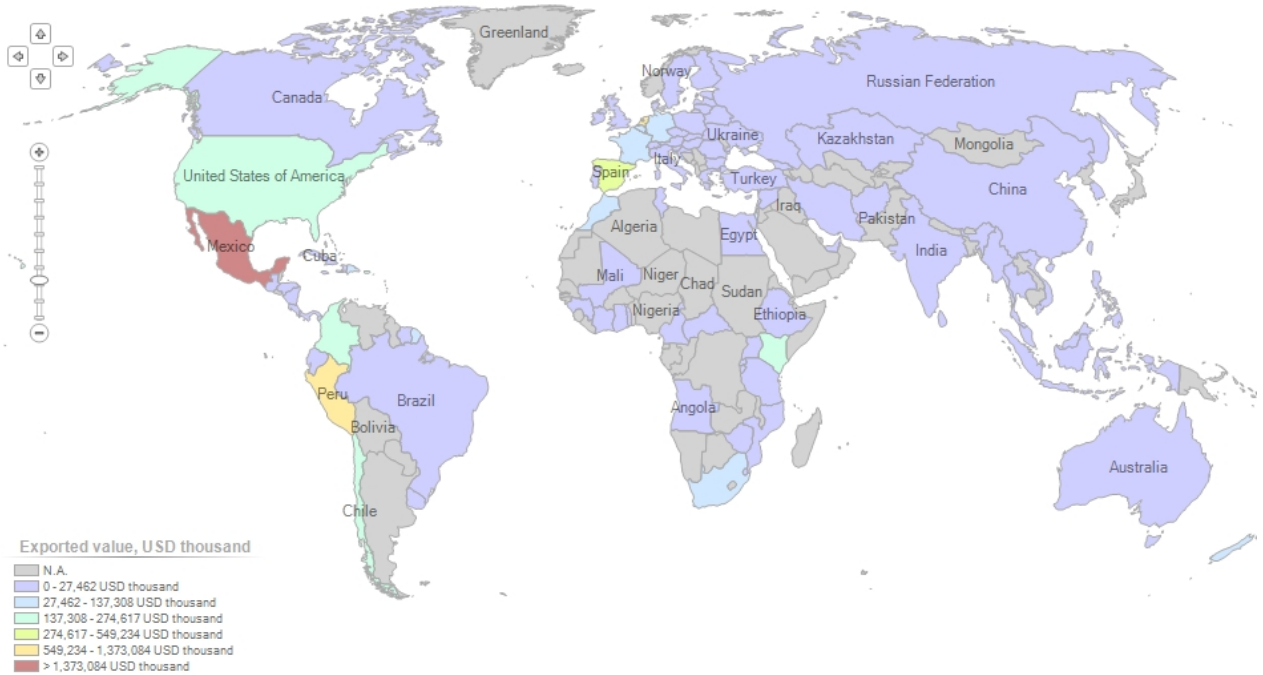 Greenland
Norway
Russian Federation
Canada
Ukraine
Kazakhstan
Mongolia
Italy
Spain
United States of America
Turkey
China
Iraq
Pakistan
Algeria
Egypt
India
Mexico
Cuba
Mali
Niger
Chad
Sudan
Nigeria
Ethiopia
Peru
Brazil
Angola
Bolivia
Australia
Chile
Exported value, USD thousand
N.A.
0 - 27,462 USD thousand
27,462 - 137,308 USD thousand
137,308 - 274,617 USD thousand
274,617 - 549,234 USD thousand
549,234 - 1,373,084 USD thousand
> 1,373,084 USD thousand